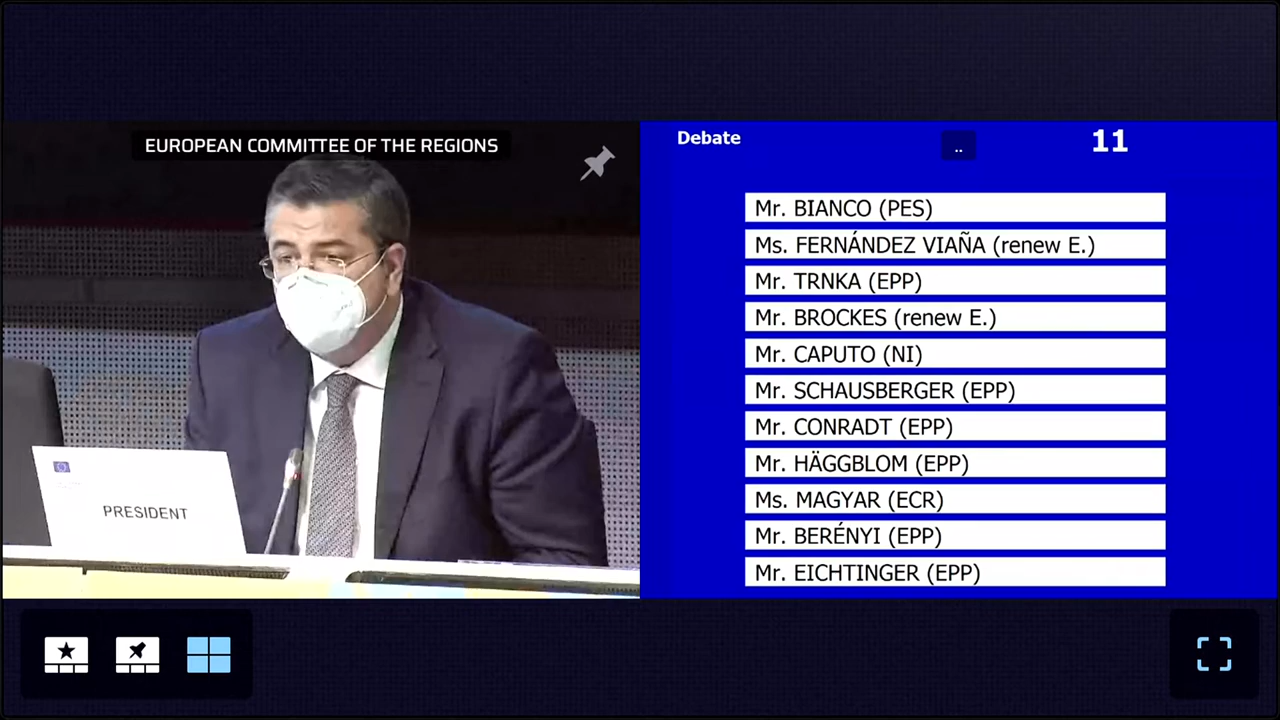 EUROPEAN COMMITTEE OF THE REGIONS
PRESIDENT
Debate
..
11
Mr. BIANCO (PES)
Ms. FERNÁNDEZ VIAÑA (renew E.)
Mr. TRNKA (EPP)
Mr. BROCKES (renew E.)
Mr. CAPUTO (NI)
Mr. SCHAUSBERGER (EPP)
Mr. CONRADT (EPP)
Mr. HÄGGBLOM (EPP)
Ms. MAGYAR (ECR)
Mr. BERÉNYI (EPP)
Mr. EICHTINGER (EPP)